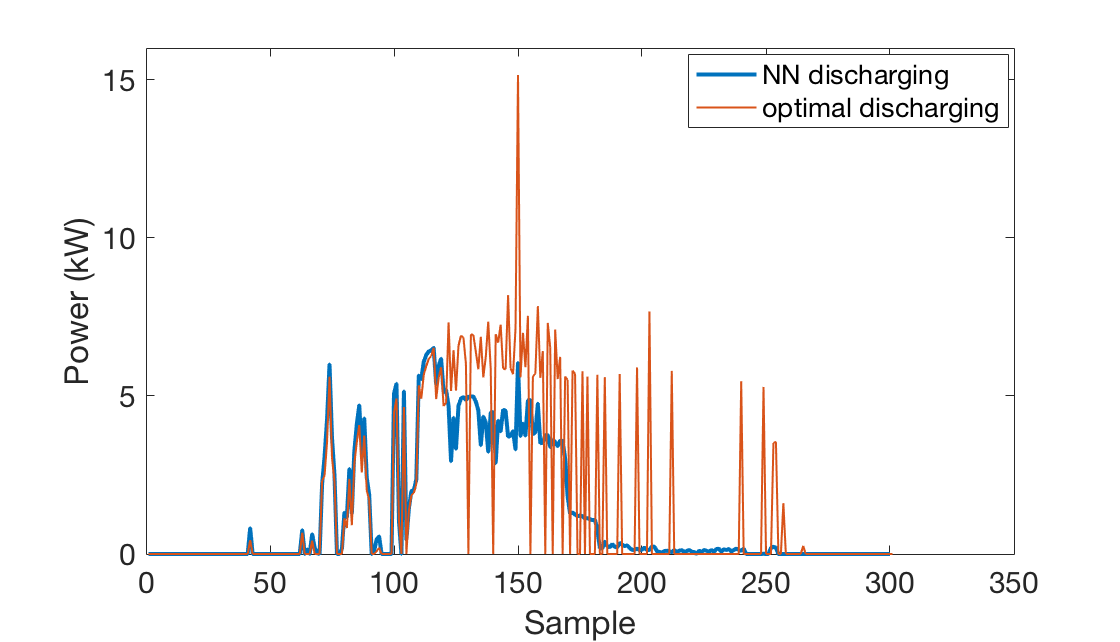 NN discharging
optimal discharging
15
10
5
0
Power (kW)
0 50 100 150 200 250 300 350
Sample